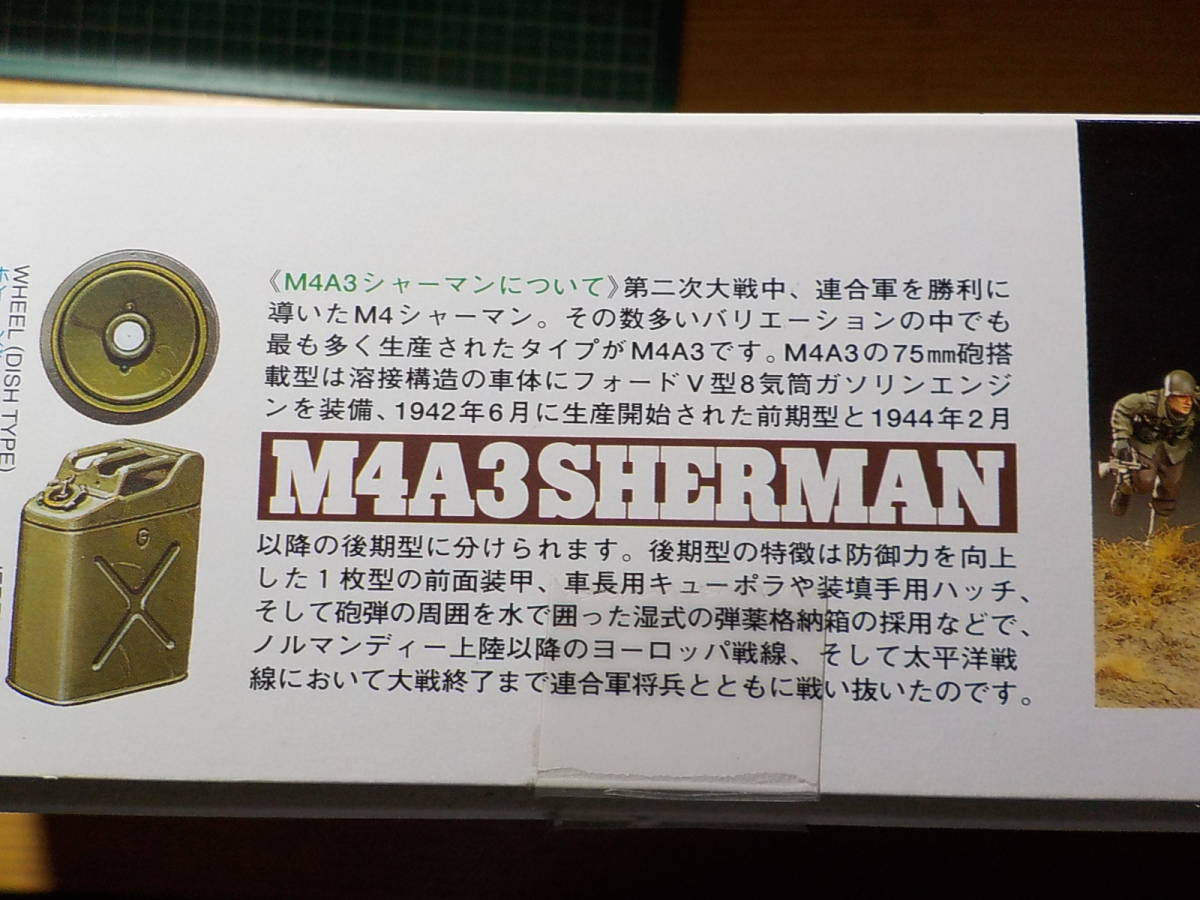 《M4A3シャーマンについて》第二次大戦中、連合軍を勝利に
導いたM4シャーマン。その数多いバリエーションの中でも
最も多く生産されたタイプがM4A3です。M4A3の75㎜砲搭
載型は溶接構造の車体にフォードV型8気筒ガソリンエンジ
ンを装備、1942年6月に生産開始された前期型と1944年2月
M4A3SHERMAN
以降の後期型に分けられます。後期型の特徴は防御力を向上
した1枚型の前面装甲、車長用キューポラや装填手用ハッチ、
そして砲弾の周囲を水で囲った湿式の弾薬格納箱の採用などで、
ノルマンディー上陸以降のヨーロッパ戦線、そして太平洋戦
線において大戦終了まで連合軍将兵とともに戦い抜いたのです。
WHEEL (DISH TYPE)
G